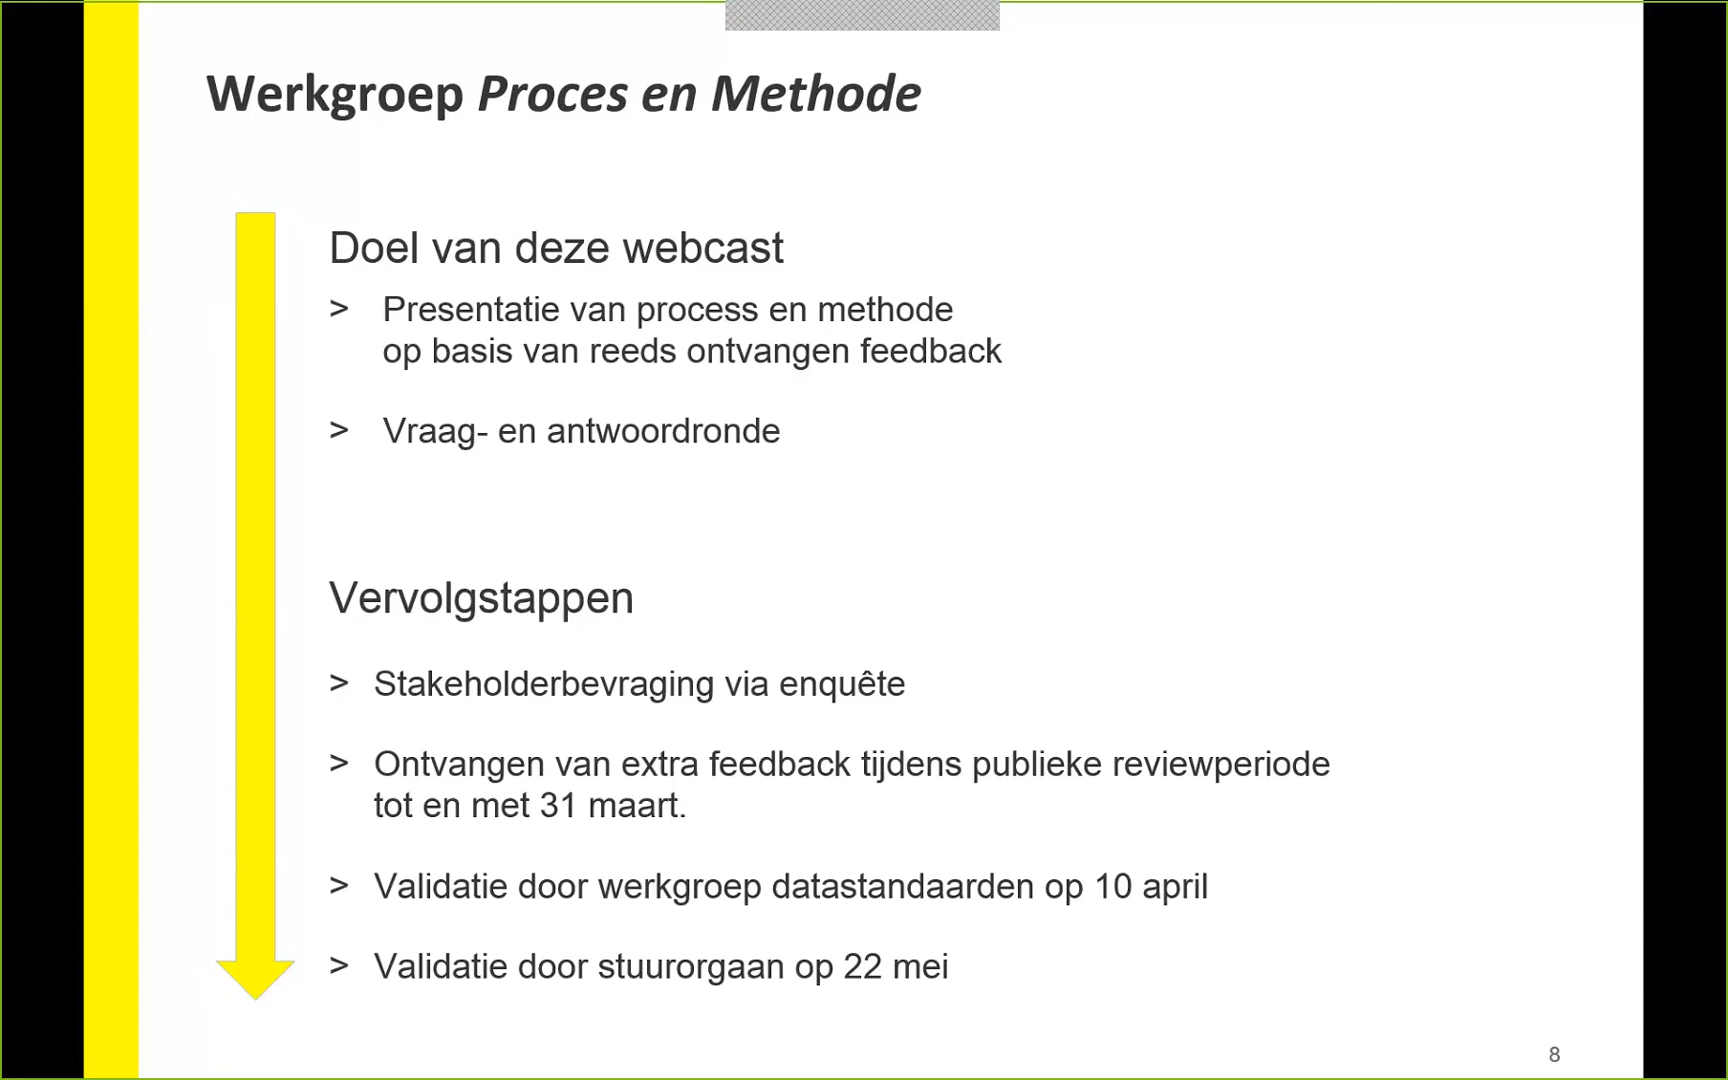 Werkgroep Proces en Methode
Doel van deze webcast
> Presentatie van process en methode
op basis van reeds ontvangen feedback
> Vraag- en antwoordronde
Vervolgstappen
> Stakeholderbevraging via enquête
> Ontvangen van extra feedback tijdens publieke reviewperiode
tot en met 31 maart.
> Validatie door werkgroep datastandaarden op 10 april
> Validatie door stuurorgaan op 22 mei
8